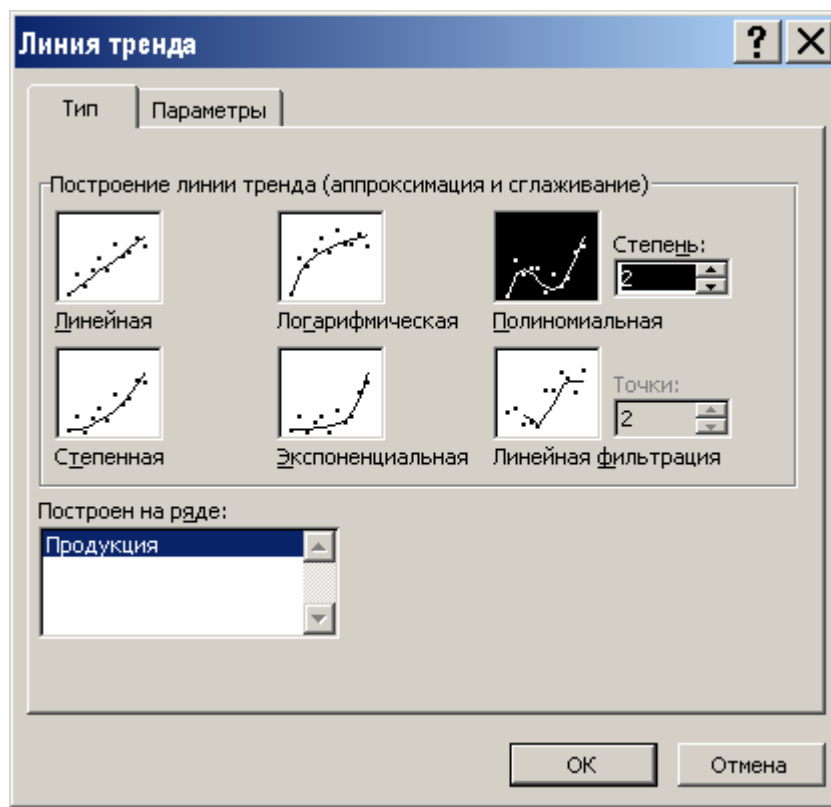 Линия тренда
Тип Параметры
Построение линии тренда (аппроксимация и сглаживание)
Степень:
2
Линейная Логарифмическая Полиномиальная
Точки:
2
Степенная Экспоненциальная Линейная фильтрация
Построен на ряде:
Продукция
ОК Отмена